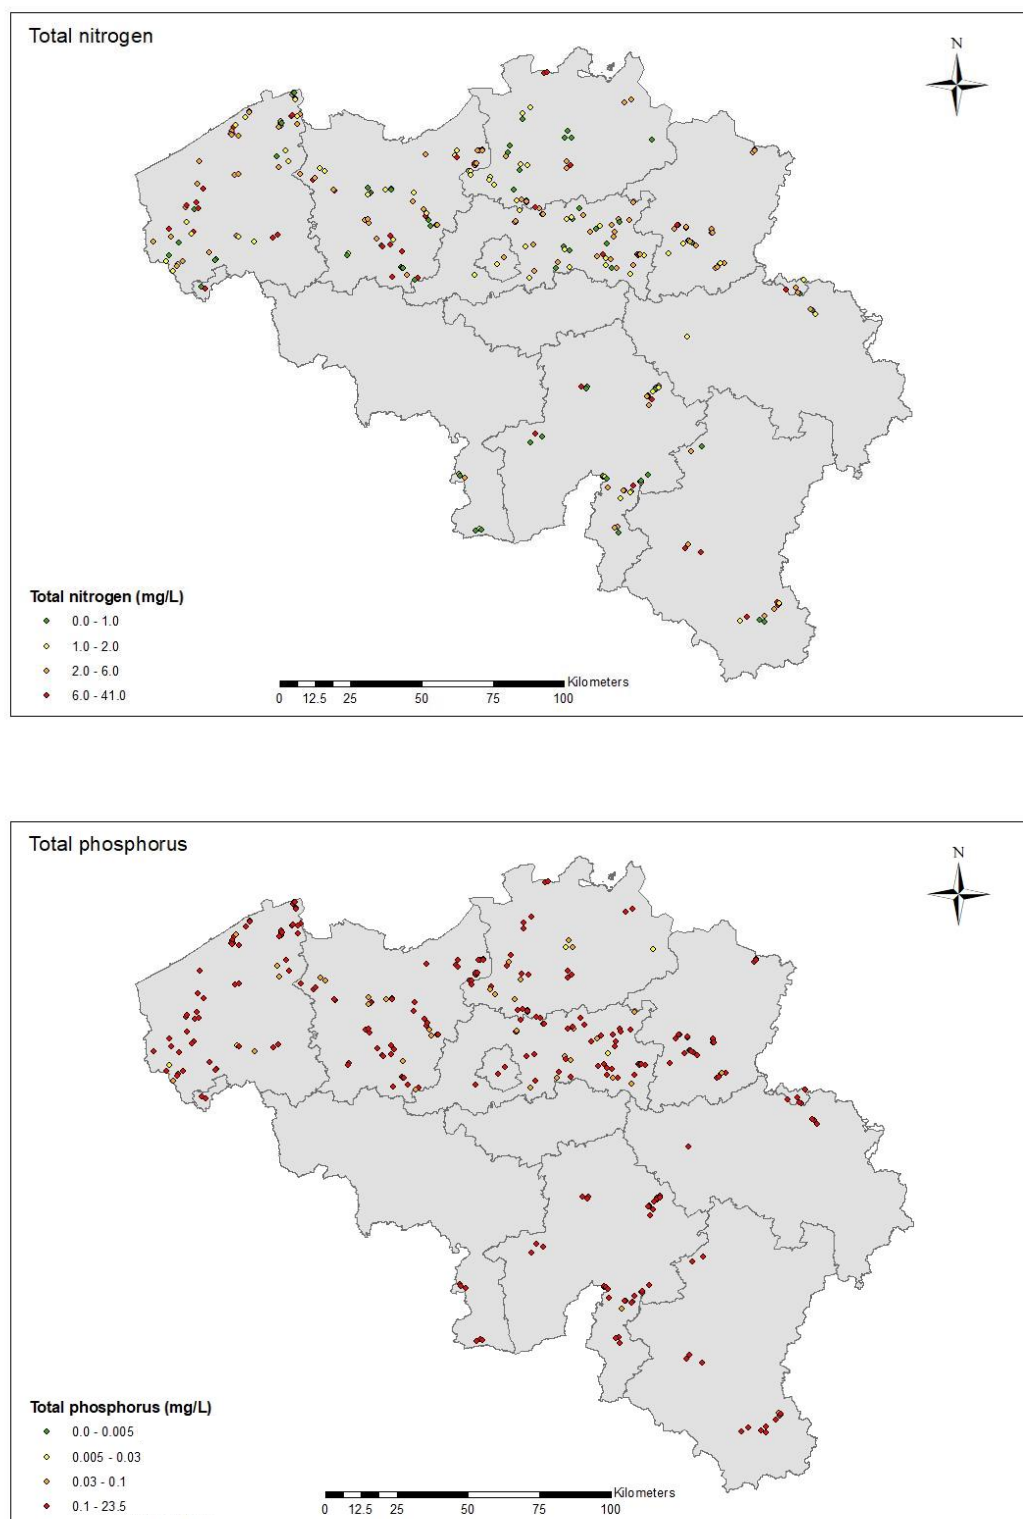 Total nitrogen
N
Total nitrogen (mg/L)
0.0 - 1.0
1.0 - 2.0
2.0 - 6.0
6.0 - 41.0
Kilometers
0 12.5 25 50 75 100
Total phosphorus
N
Total phosphorus (mg/L)
0.0 - 0.005
0.005 - 0.03
0.03 - 0.1
0.1 - 23.5
Kilometers
0 12.5 25 50 75 100